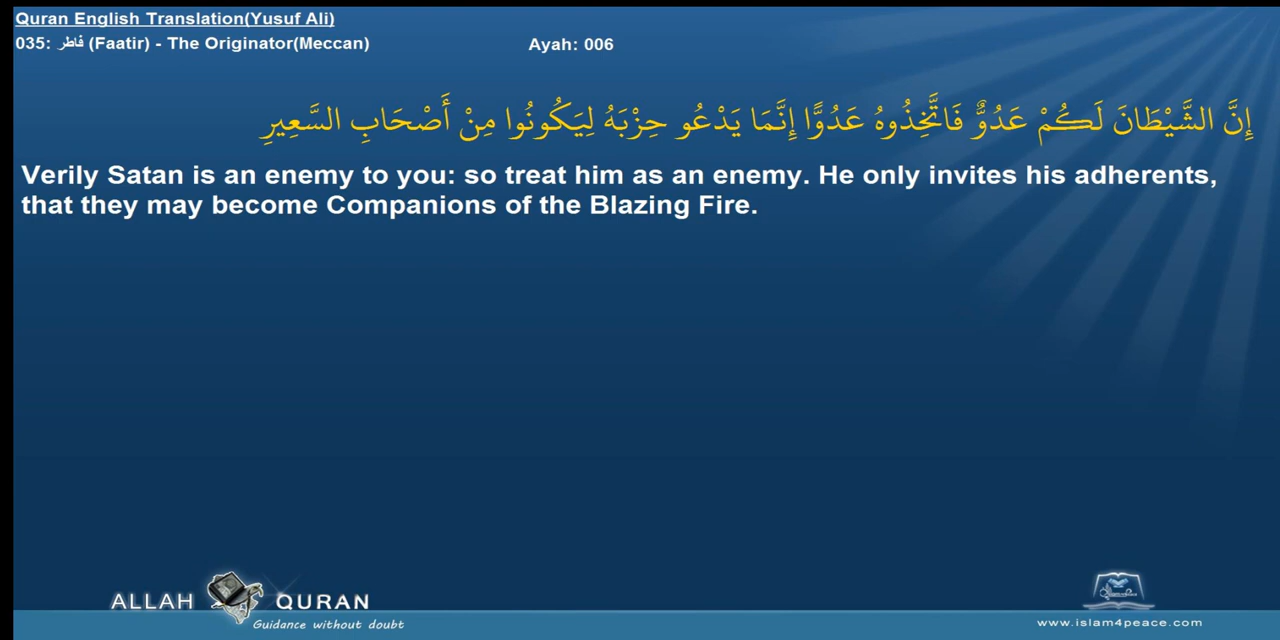 Quran English Translation(Yusuf Ali)
035: فاطر (Faatir) - The Originator(Meccan) Ayah: 006
إِنَّ الشَّيْطَانَ لَكُمْ عَدُوٌّ فَاتَّخِذُوهُ عَدُوًّا إِنَّمَا يَدْعُو حِزْبَهُ لِيَكُونُوا مِنْ أَصْحَابِ السَّعِيرِ
Verily Satan is an enemy to you: so treat him as an enemy. He only invites his adherents,
that they may become Companions of the Blazing Fire.
ALLAH QURAN
Guidance without doubt
www.islam4peace.com